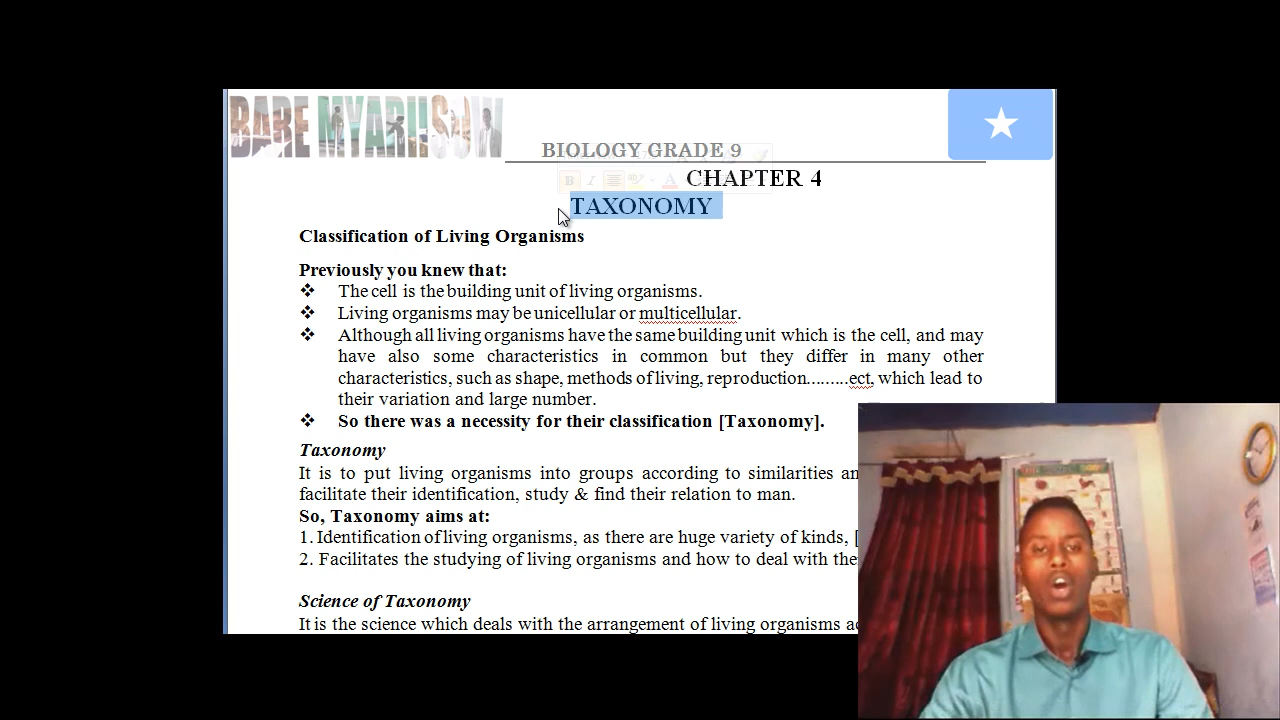 BARE MYARIISOW
BIOLOGY GRADE 9
CHAPTER 4
TAXONOMY
Classification of Living Organisms
Previously you knew that:
❖ The cell is the building unit of living organisms.
❖ Living organisms may be unicellular or multicellular.
❖ Although all living organisms have the same building unit which is the cell, and may
have also some characteristics in common but they differ in many other
characteristics, such as shape, methods of living, reproduction.........ect, which lead to
their variation and large number.
❖ So there was a necessity for their classification [Taxonomy].
Taxonomy
It is to put living organisms into groups according to similarities
facilitate their identification, study & find their relation to man.
So, Taxonomy aims at:
1. Identification of living organisms, as there are huge variety of kinds, [
2. Facilitates the studying of living organisms and how to deal with
Science of Taxonomy
It is the science which deals with the arrangement of living organisms